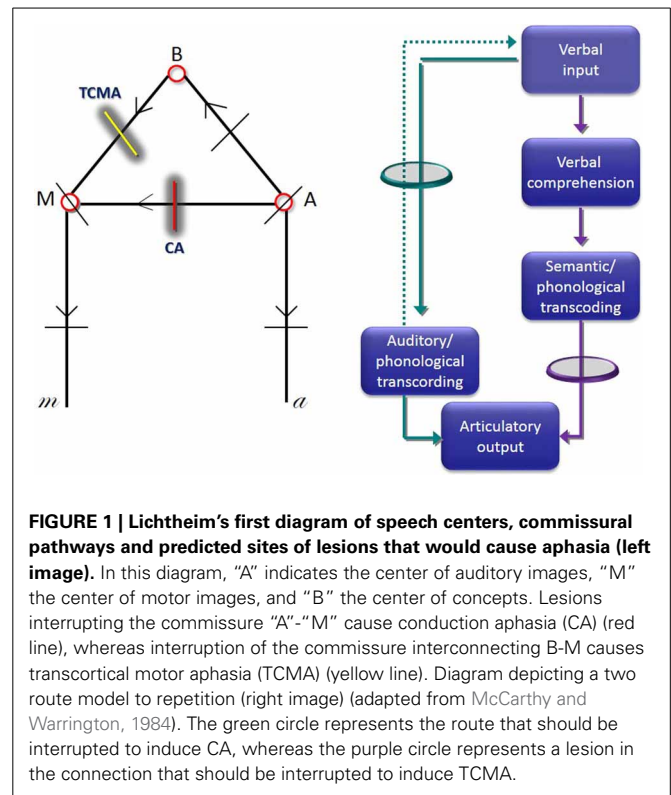 B
TCMA
M
A
CA
m
a
Verbal
input
Verbal
comprehension
Semantic/
phonological
transcoding
Auditory/
phonological
transcording
Articulatory
output
FIGURE 1 | Lichtheim's first diagram of speech centers, commissural
pathways and predicted sites of lesions that would cause aphasia (left
image). In this diagram, "A" indicates the center of auditory images, "M"
the center of motor images, and "B" the center of concepts. Lesions
interrupting the commissure "A"-"M" cause conduction aphasia (CA) (red
line), whereas interruption of the commissure interconnecting B-M causes
transcortical motor aphasia (TCMA) (yellow line). Diagram depicting a two
route model to repetition (right image) (adapted from McCarthy and
Warrington, 1984). The green circle represents the route that should be
interrupted to induce CA, whereas the purple circle represents a lesion in
the connection that should be interrupted to induce TCMA.